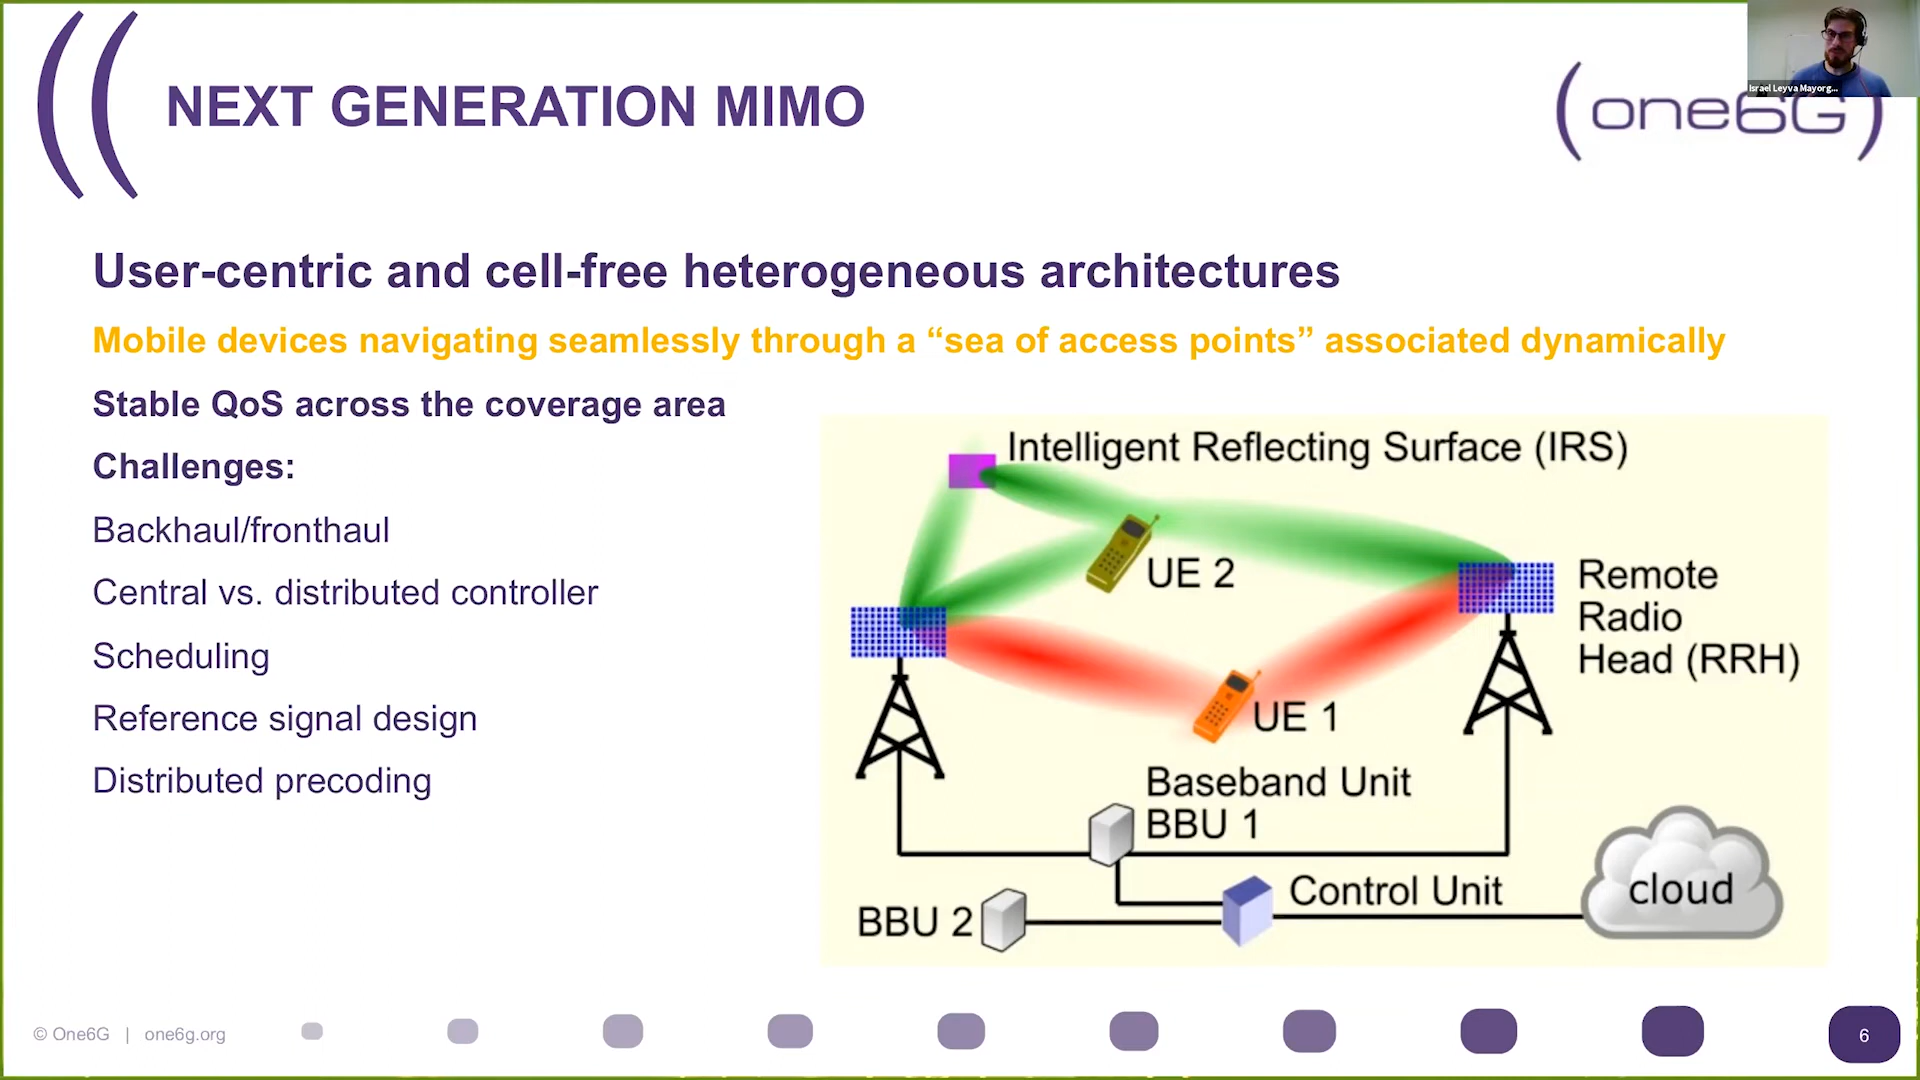 NEXT GENERATION MIMO
(one6G)
Israel Leyva Mayorg...
User-centric and cell-free heterogeneous architectures
Mobile devices navigating seamlessly through a “sea of access points” associated dynamically
Stable QoS across the coverage area
Challenges:
Backhaul/fronthaul
Central vs. distributed controller
Scheduling
Reference signal design
Distributed precoding
Intelligent Reflecting Surface (IRS)
UE 2
Remote
Radio
Head (RRH)
UE 1
Baseband Unit
BBU 1
Control Unit
cloud
BBU 2
© One6G | one6g.org
6